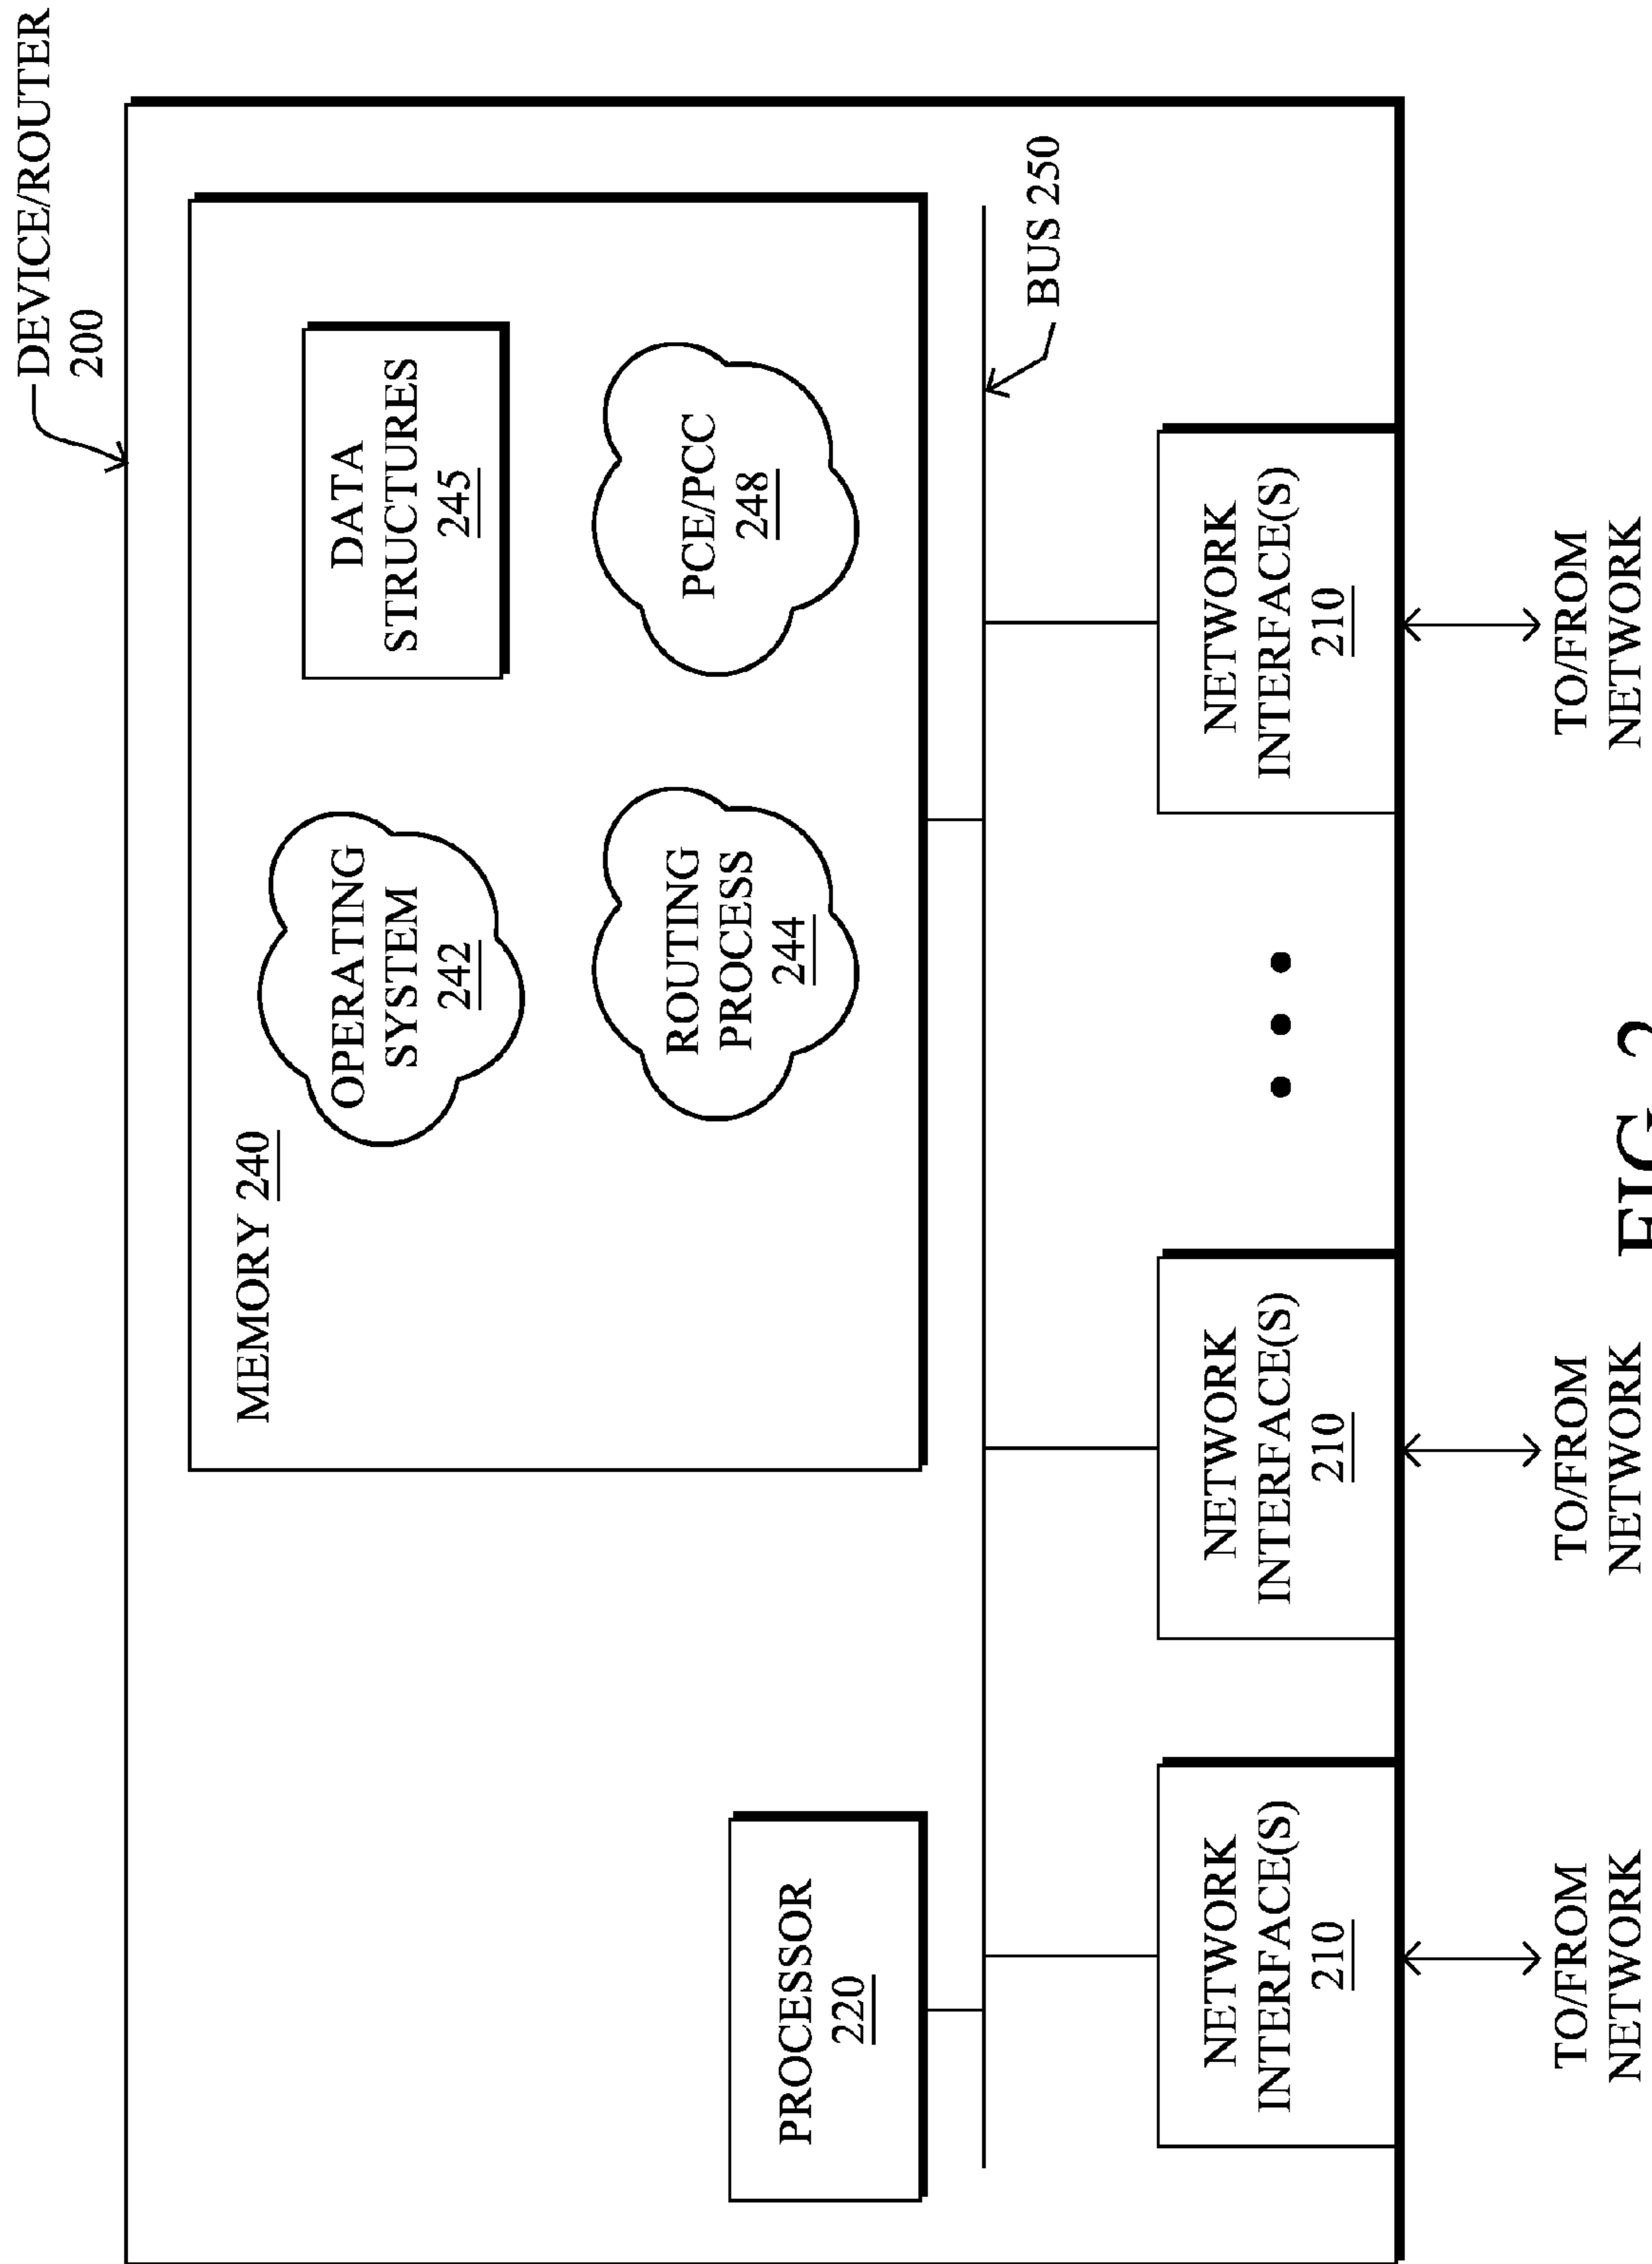 DEVICE/ROUTER
200
MEMORY 240
OPERATING
SYSTEM
242
DATA
STRUCTURES
245
ROUTING
PROCESS
244
PCE/PCC
248
PROCESSOR
220
BUS 250
NETWORK
INTERFACE(S)
210
NETWORK
INTERFACE(S)
210
NETWORK
INTERFACE(S)
210
TO/FROM
NETWORK
TO/FROM
NETWORK
TO/FROM
NETWORK
FIG. 2